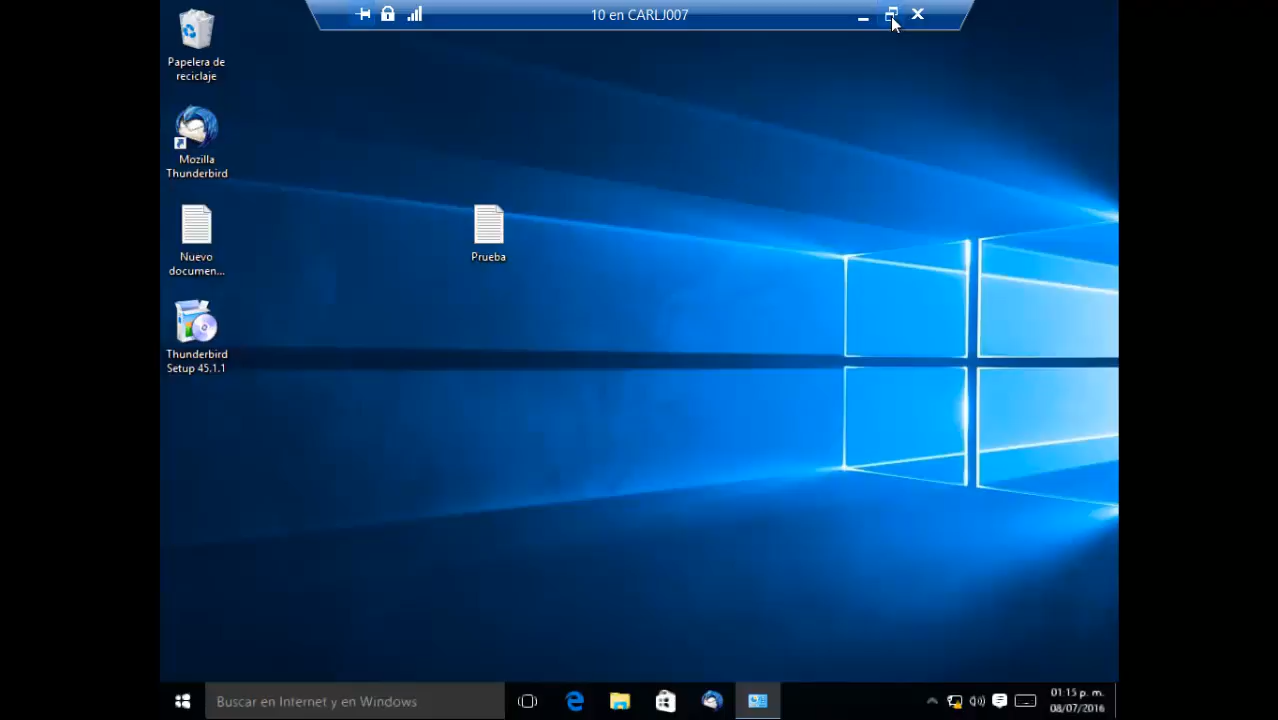 10 en CARLJ007
Papelera de
reciclaje
Mozilla
Thunderbird
Nuevo
documen...
Prueba
Thunderbird
Setup 45.1.1
Buscar en Internet y en Windows
01:15 p. m.
08/07/2016